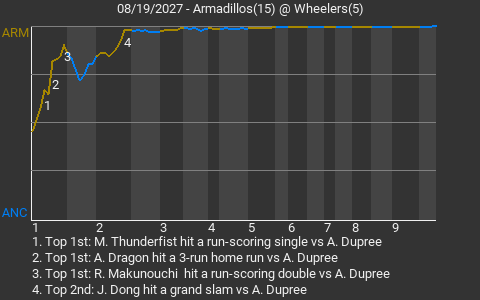 08/19/2027 - Armadillos(15) @ Wheelers(5)
ARM
1
2
3
4
ANC
1 2 3 4 5 6 7 8 9
1. Top 1st: M. Thunderfist hit a run-scoring single vs A. Dupree
2. Top 1st: A. Dragon hit a 3-run home run vs A. Dupree
3. Top 1st: R. Makunouchi  hit a run-scoring double vs A. Dupree
4. Top 2nd: J. Dong hit a grand slam vs A. Dupree